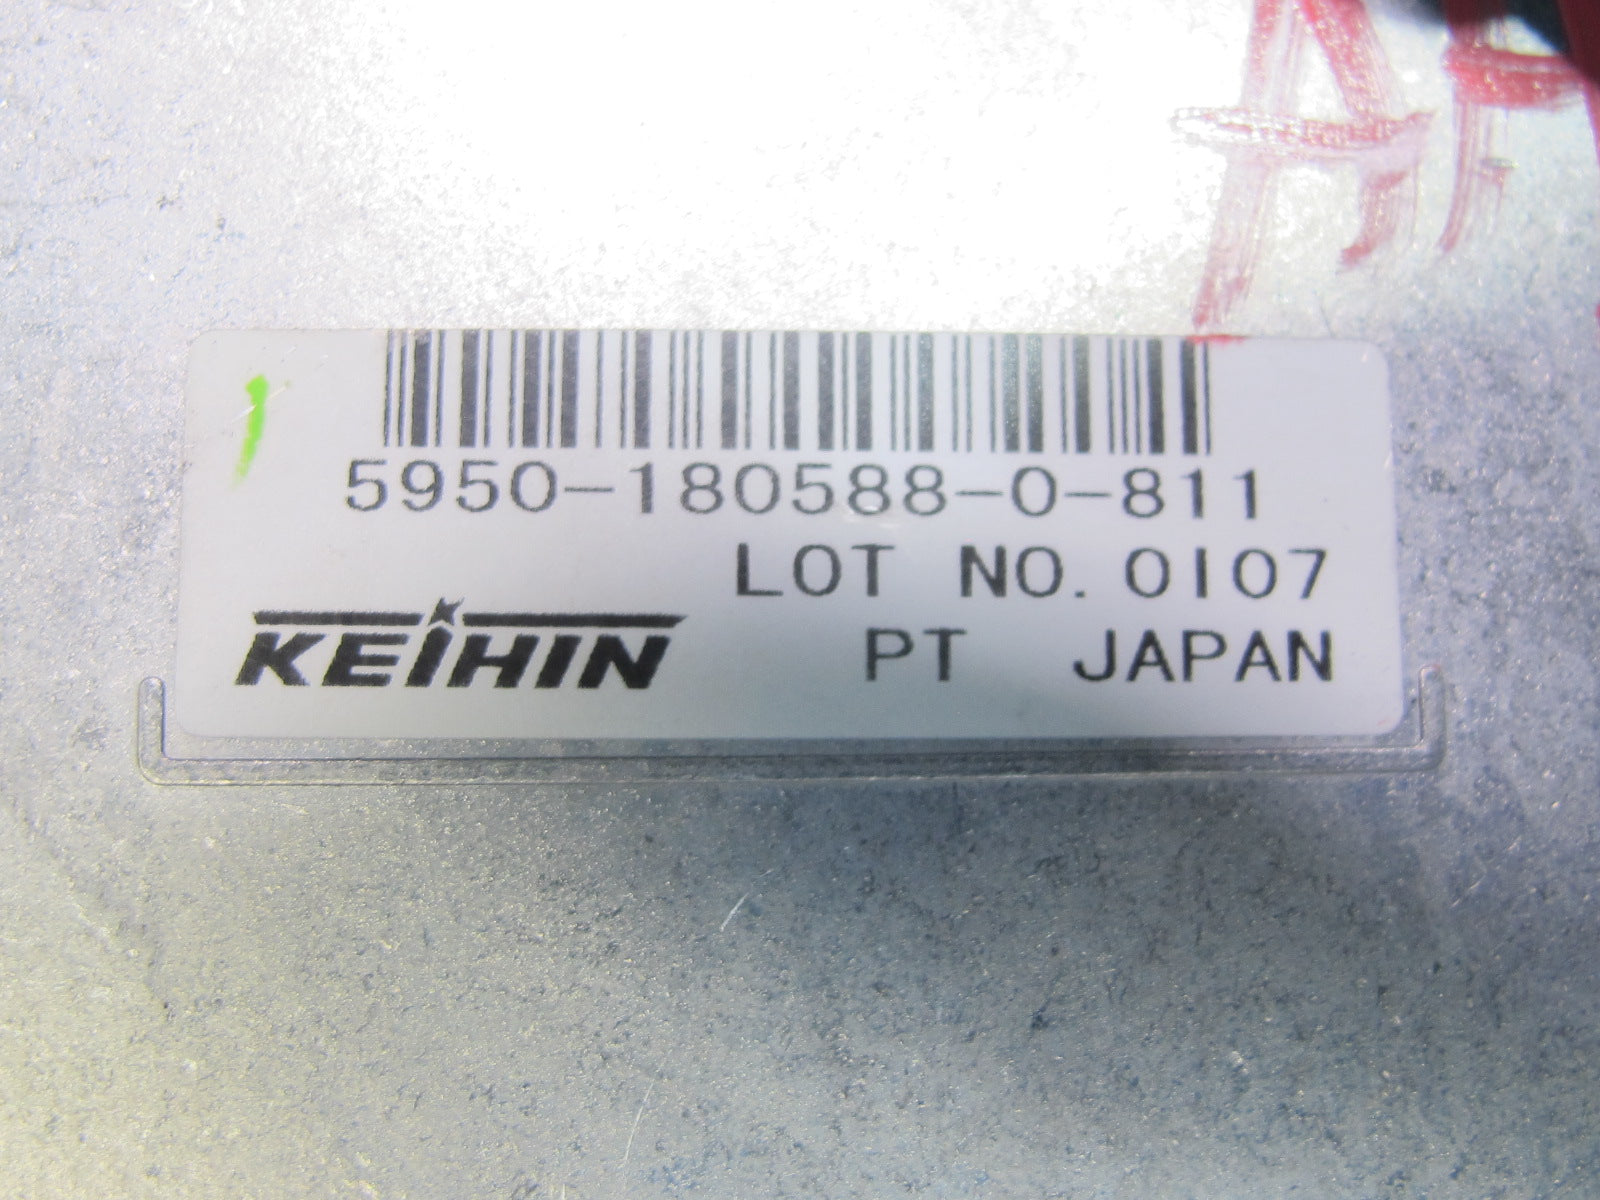 5950-180588-0-811
LOT NO. 0107
KEIHIN
PT JAPAN